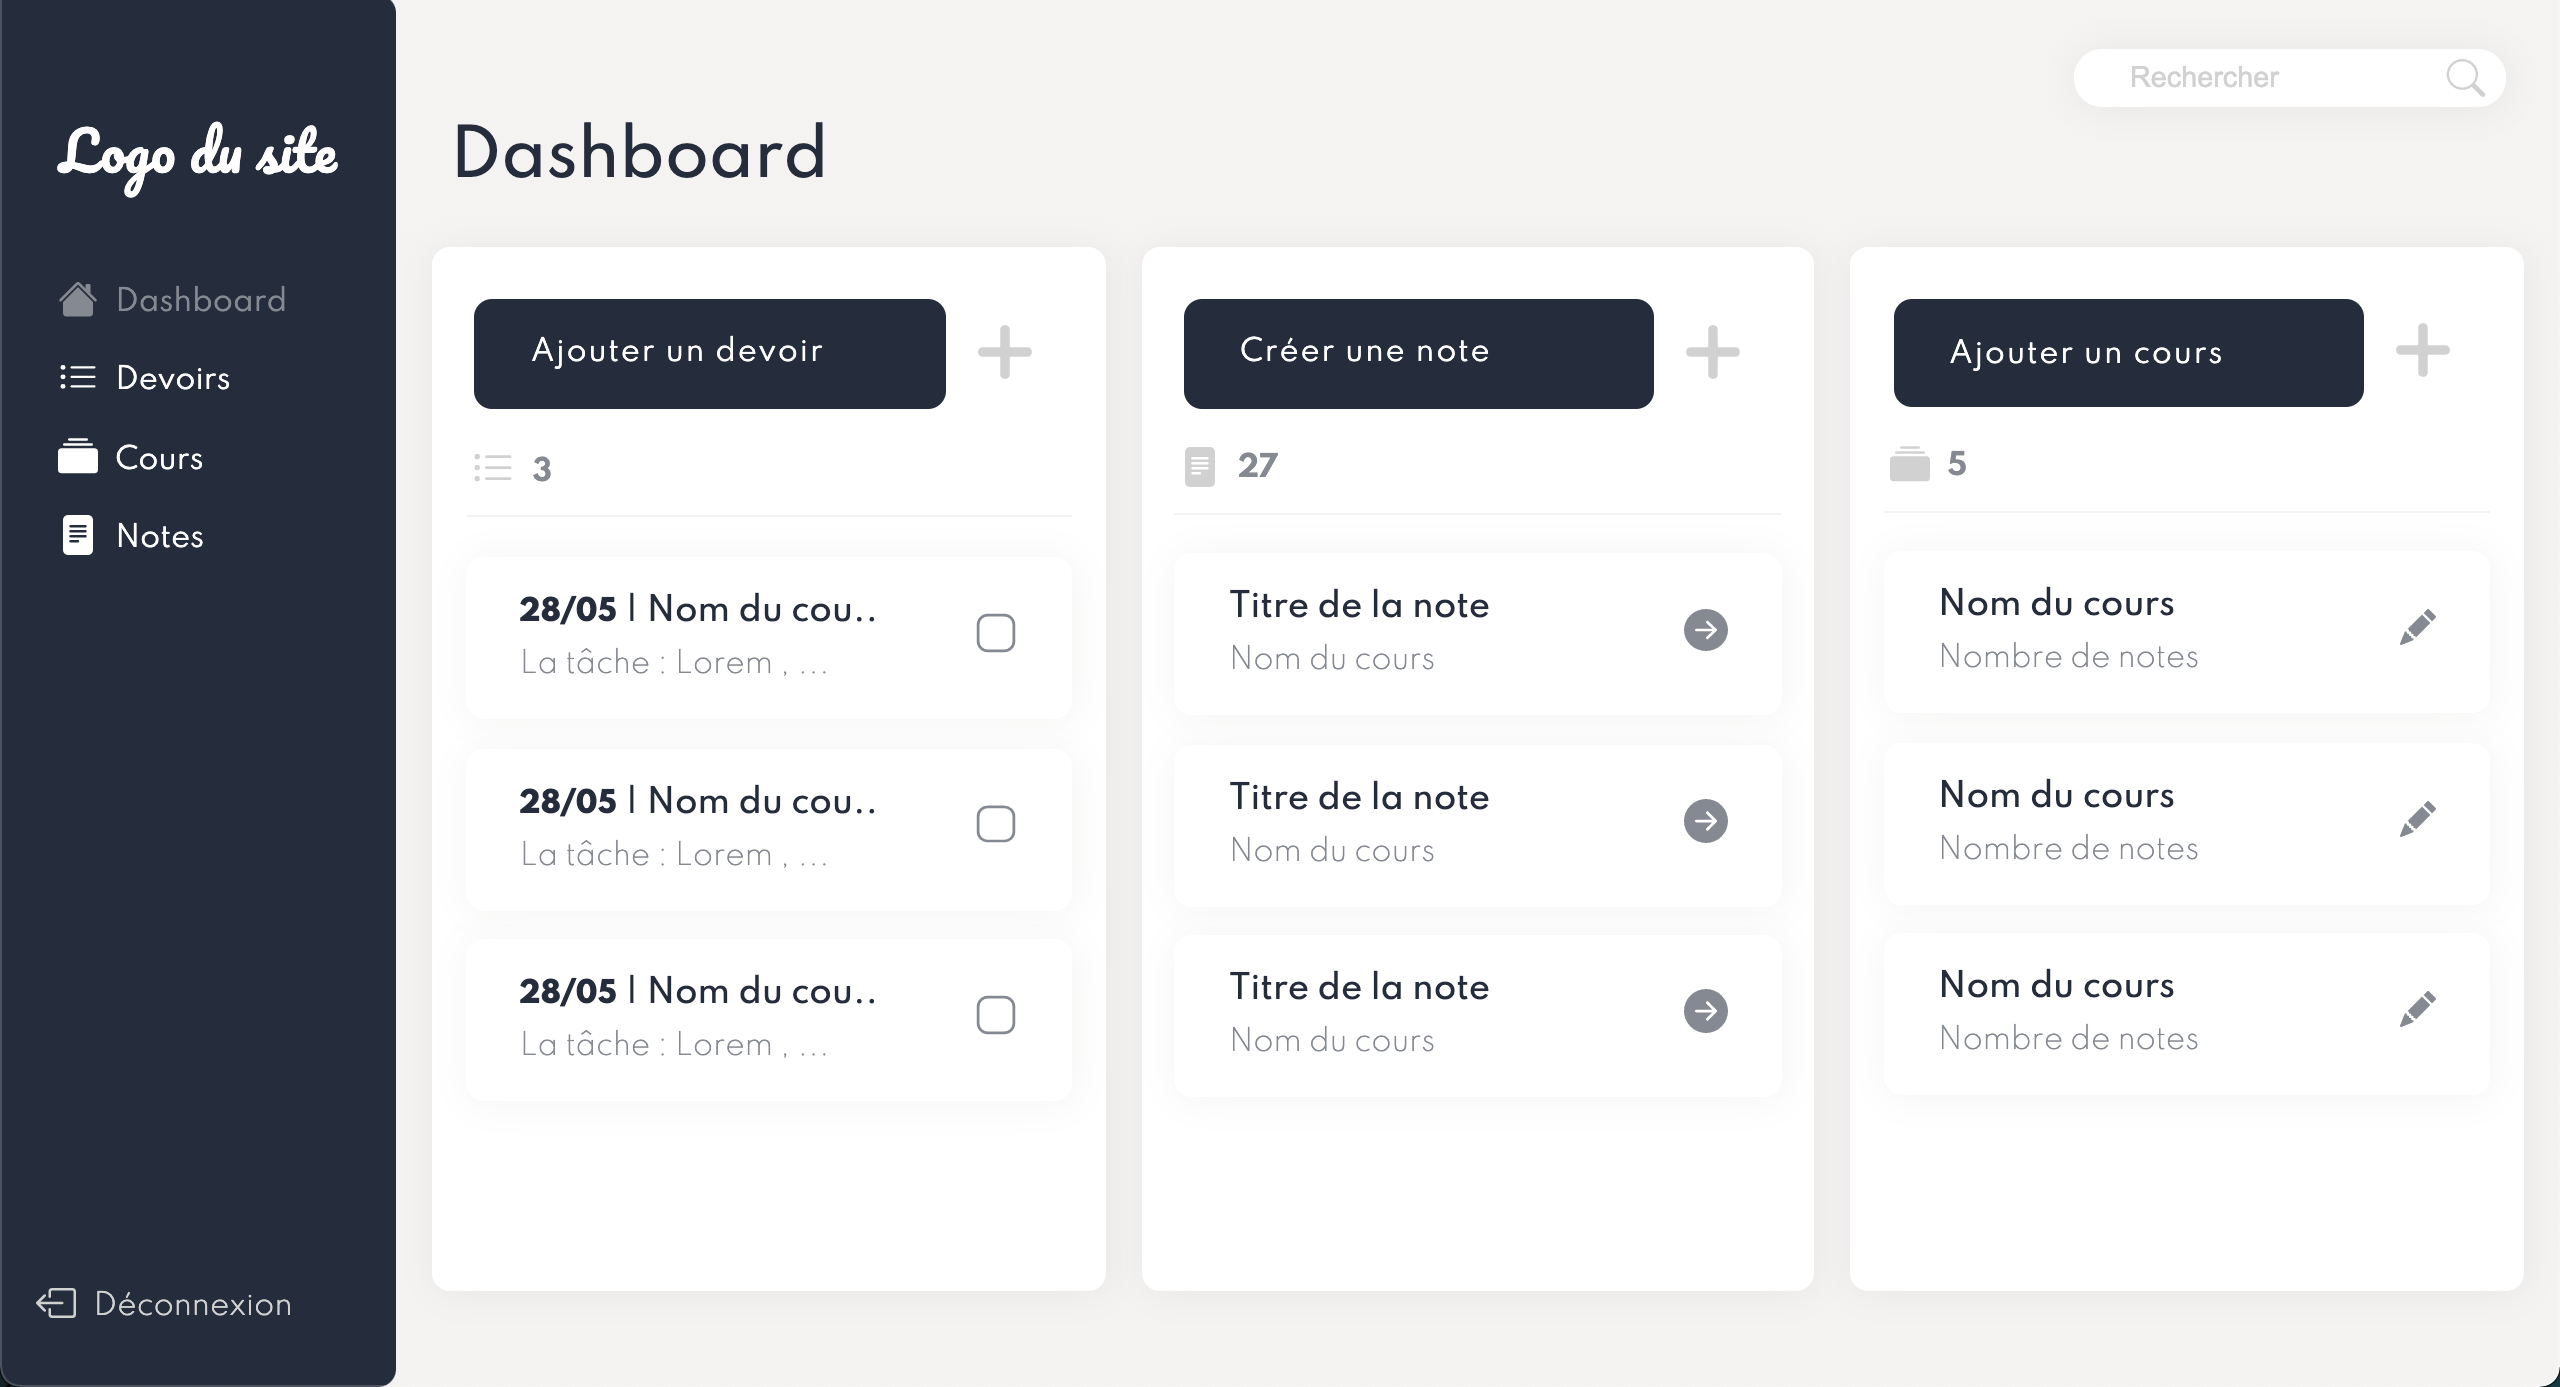 Logo du site
Dashboard
Devoirs
Cours
Notes
Déconnexion
Rechercher
Dashboard
Ajouter un devoir
3
28/05 | Nom du cou..
La tâche : Lorem , ...
28/05 | Nom du cou..
La tâche : Lorem , ...
28/05 | Nom du cou..
La tâche : Lorem , ...
Créer une note
27
Titre de la note
Nom du cours
Titre de la note
Nom du cours
Titre de la note
Nom du cours
Ajouter un cours
5
Nom du cours
Nombre de notes
Nom du cours
Nombre de notes
Nom du cours
Nombre de notes